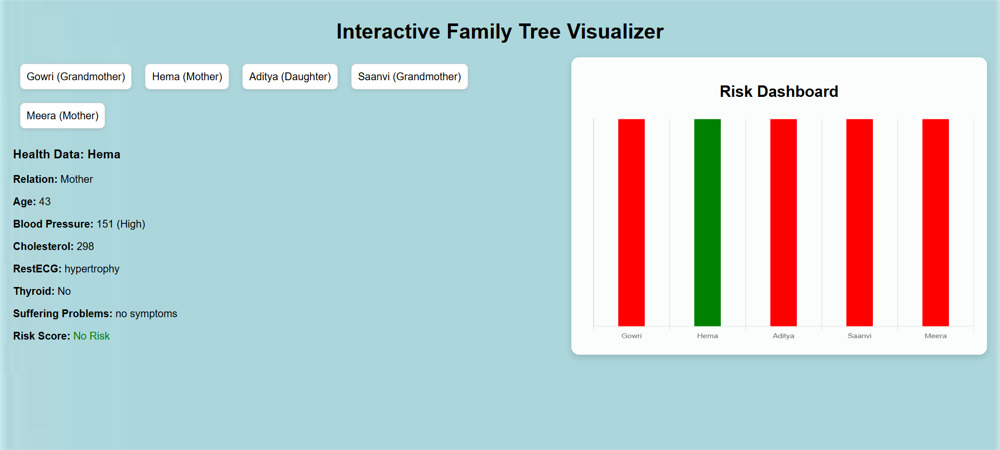 Interactive Family Tree Visualizer
Gowri (Grandmother)
Hema (Mother)
Aditya (Daughter)
Saanvi (Grandmother)
Meera (Mother)
Health Data: Hema
Relation: Mother
Age: 43
Blood Pressure: 151 (High)
Cholesterol: 298
RestECG: hypertrophy
Thyroid: No
Suffering Problems: no symptoms
Risk Score: No Risk
Risk Dashboard
Gowri
Hema
Aditya
Saanvi
Meera